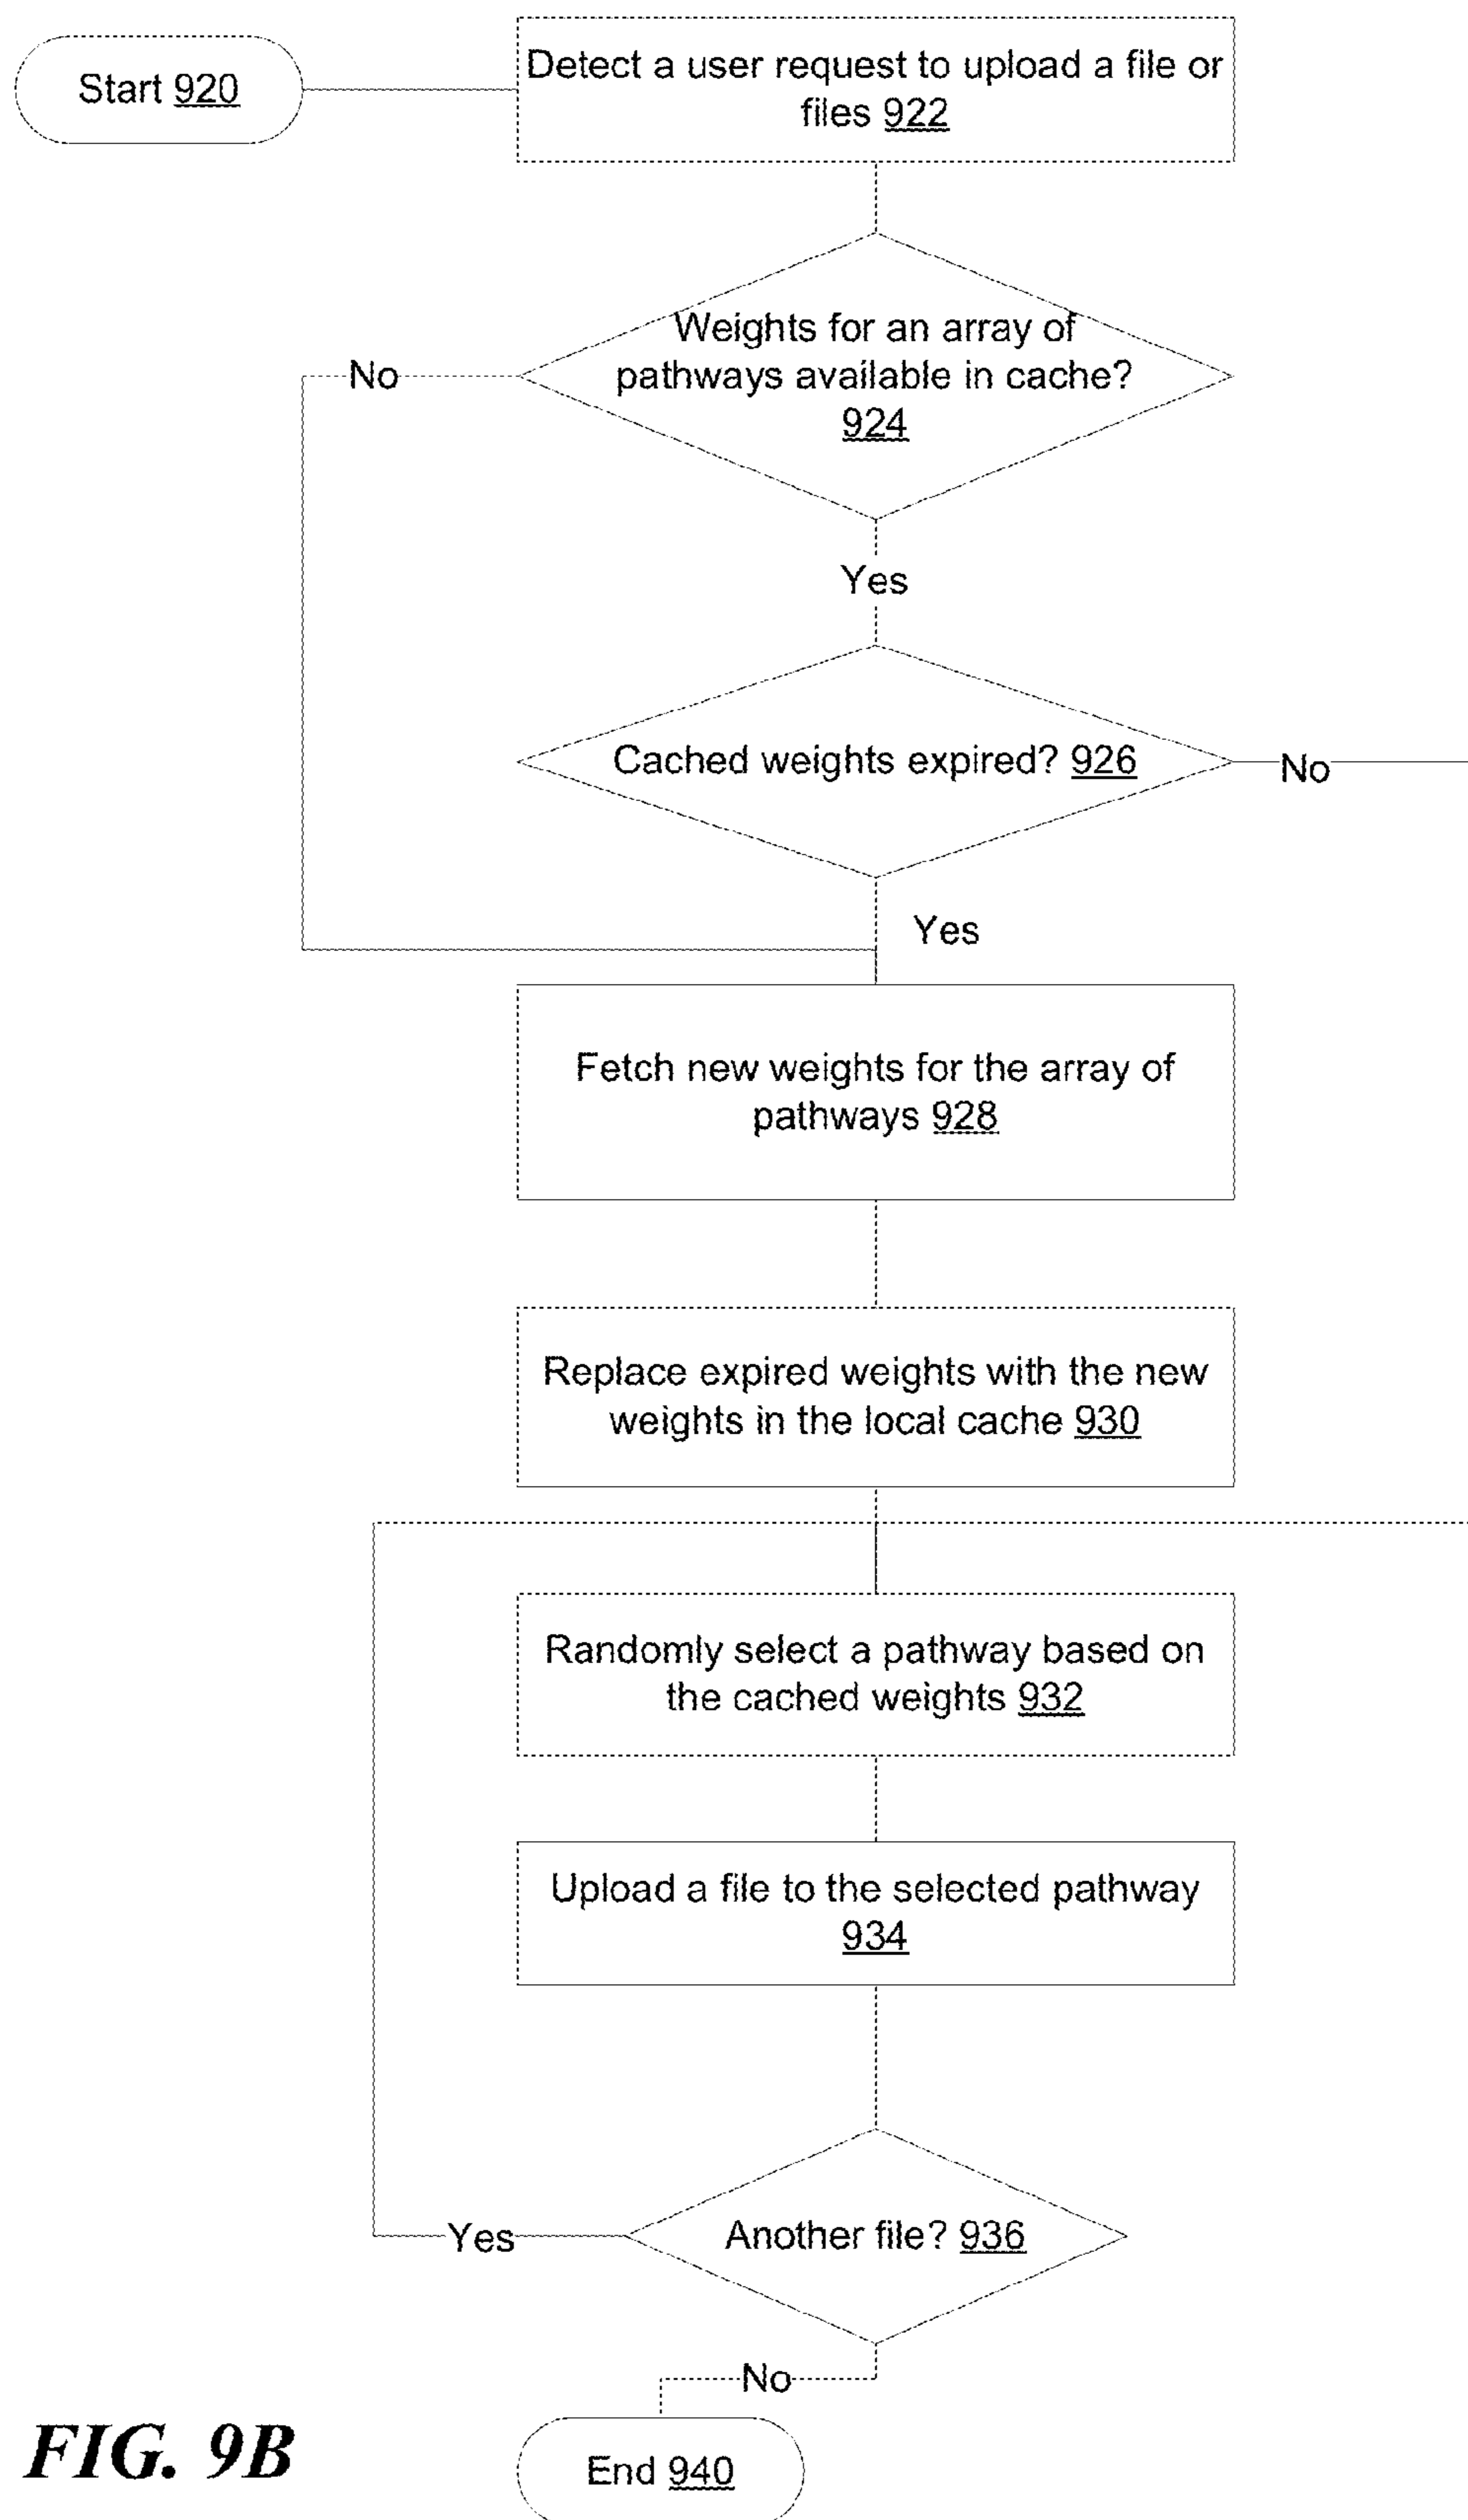 Start 920
Detect a user request to upload a file or
files 922
Weights for an array of
pathways available in cache?
924
No
Yes
Cached weights expired? 926
No
Yes
Fetch new weights for the array of
pathways 928
Replace expired weights with the new
weights in the local cache 930
Randomly select a pathway based on
the cached weights 932
Upload a file to the selected pathway
934
Another file? 936
Yes
No
End 940
FIG. 9B